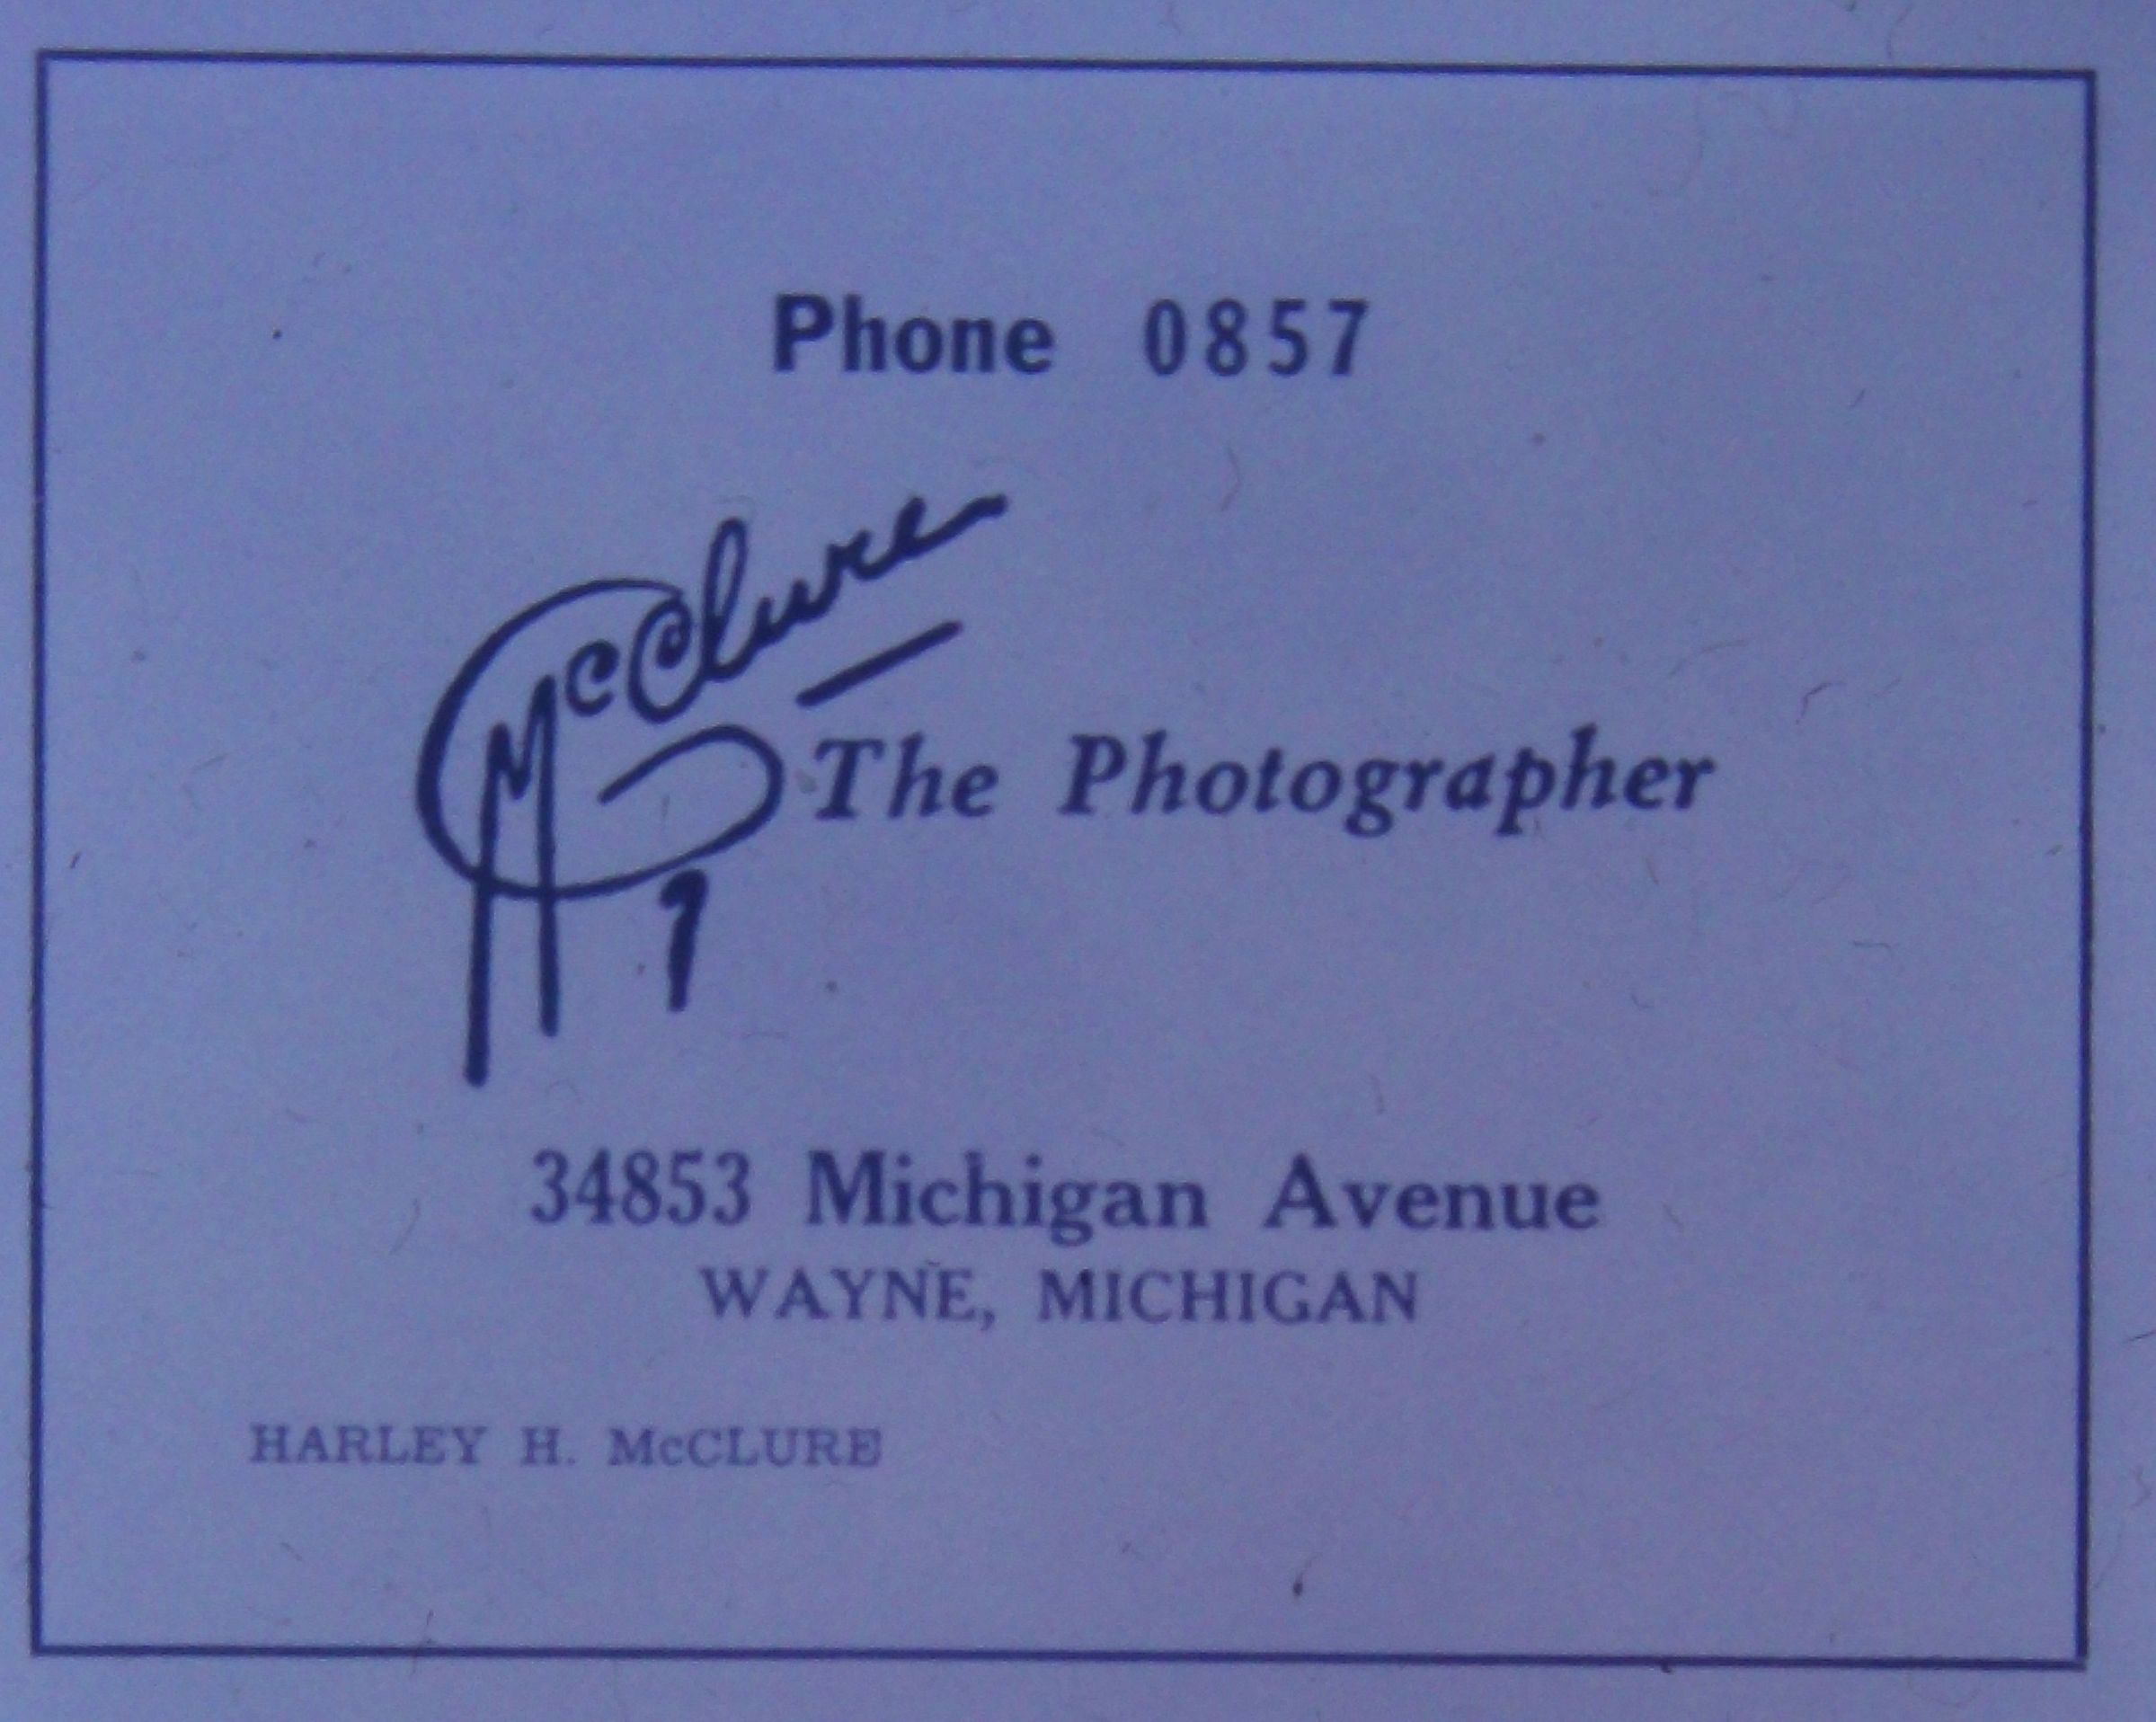 Phone 0857
McClure
The Photographer
34853 Michigan Avenue
WAYNE, MICHIGAN
HARLEY H. McCLURE